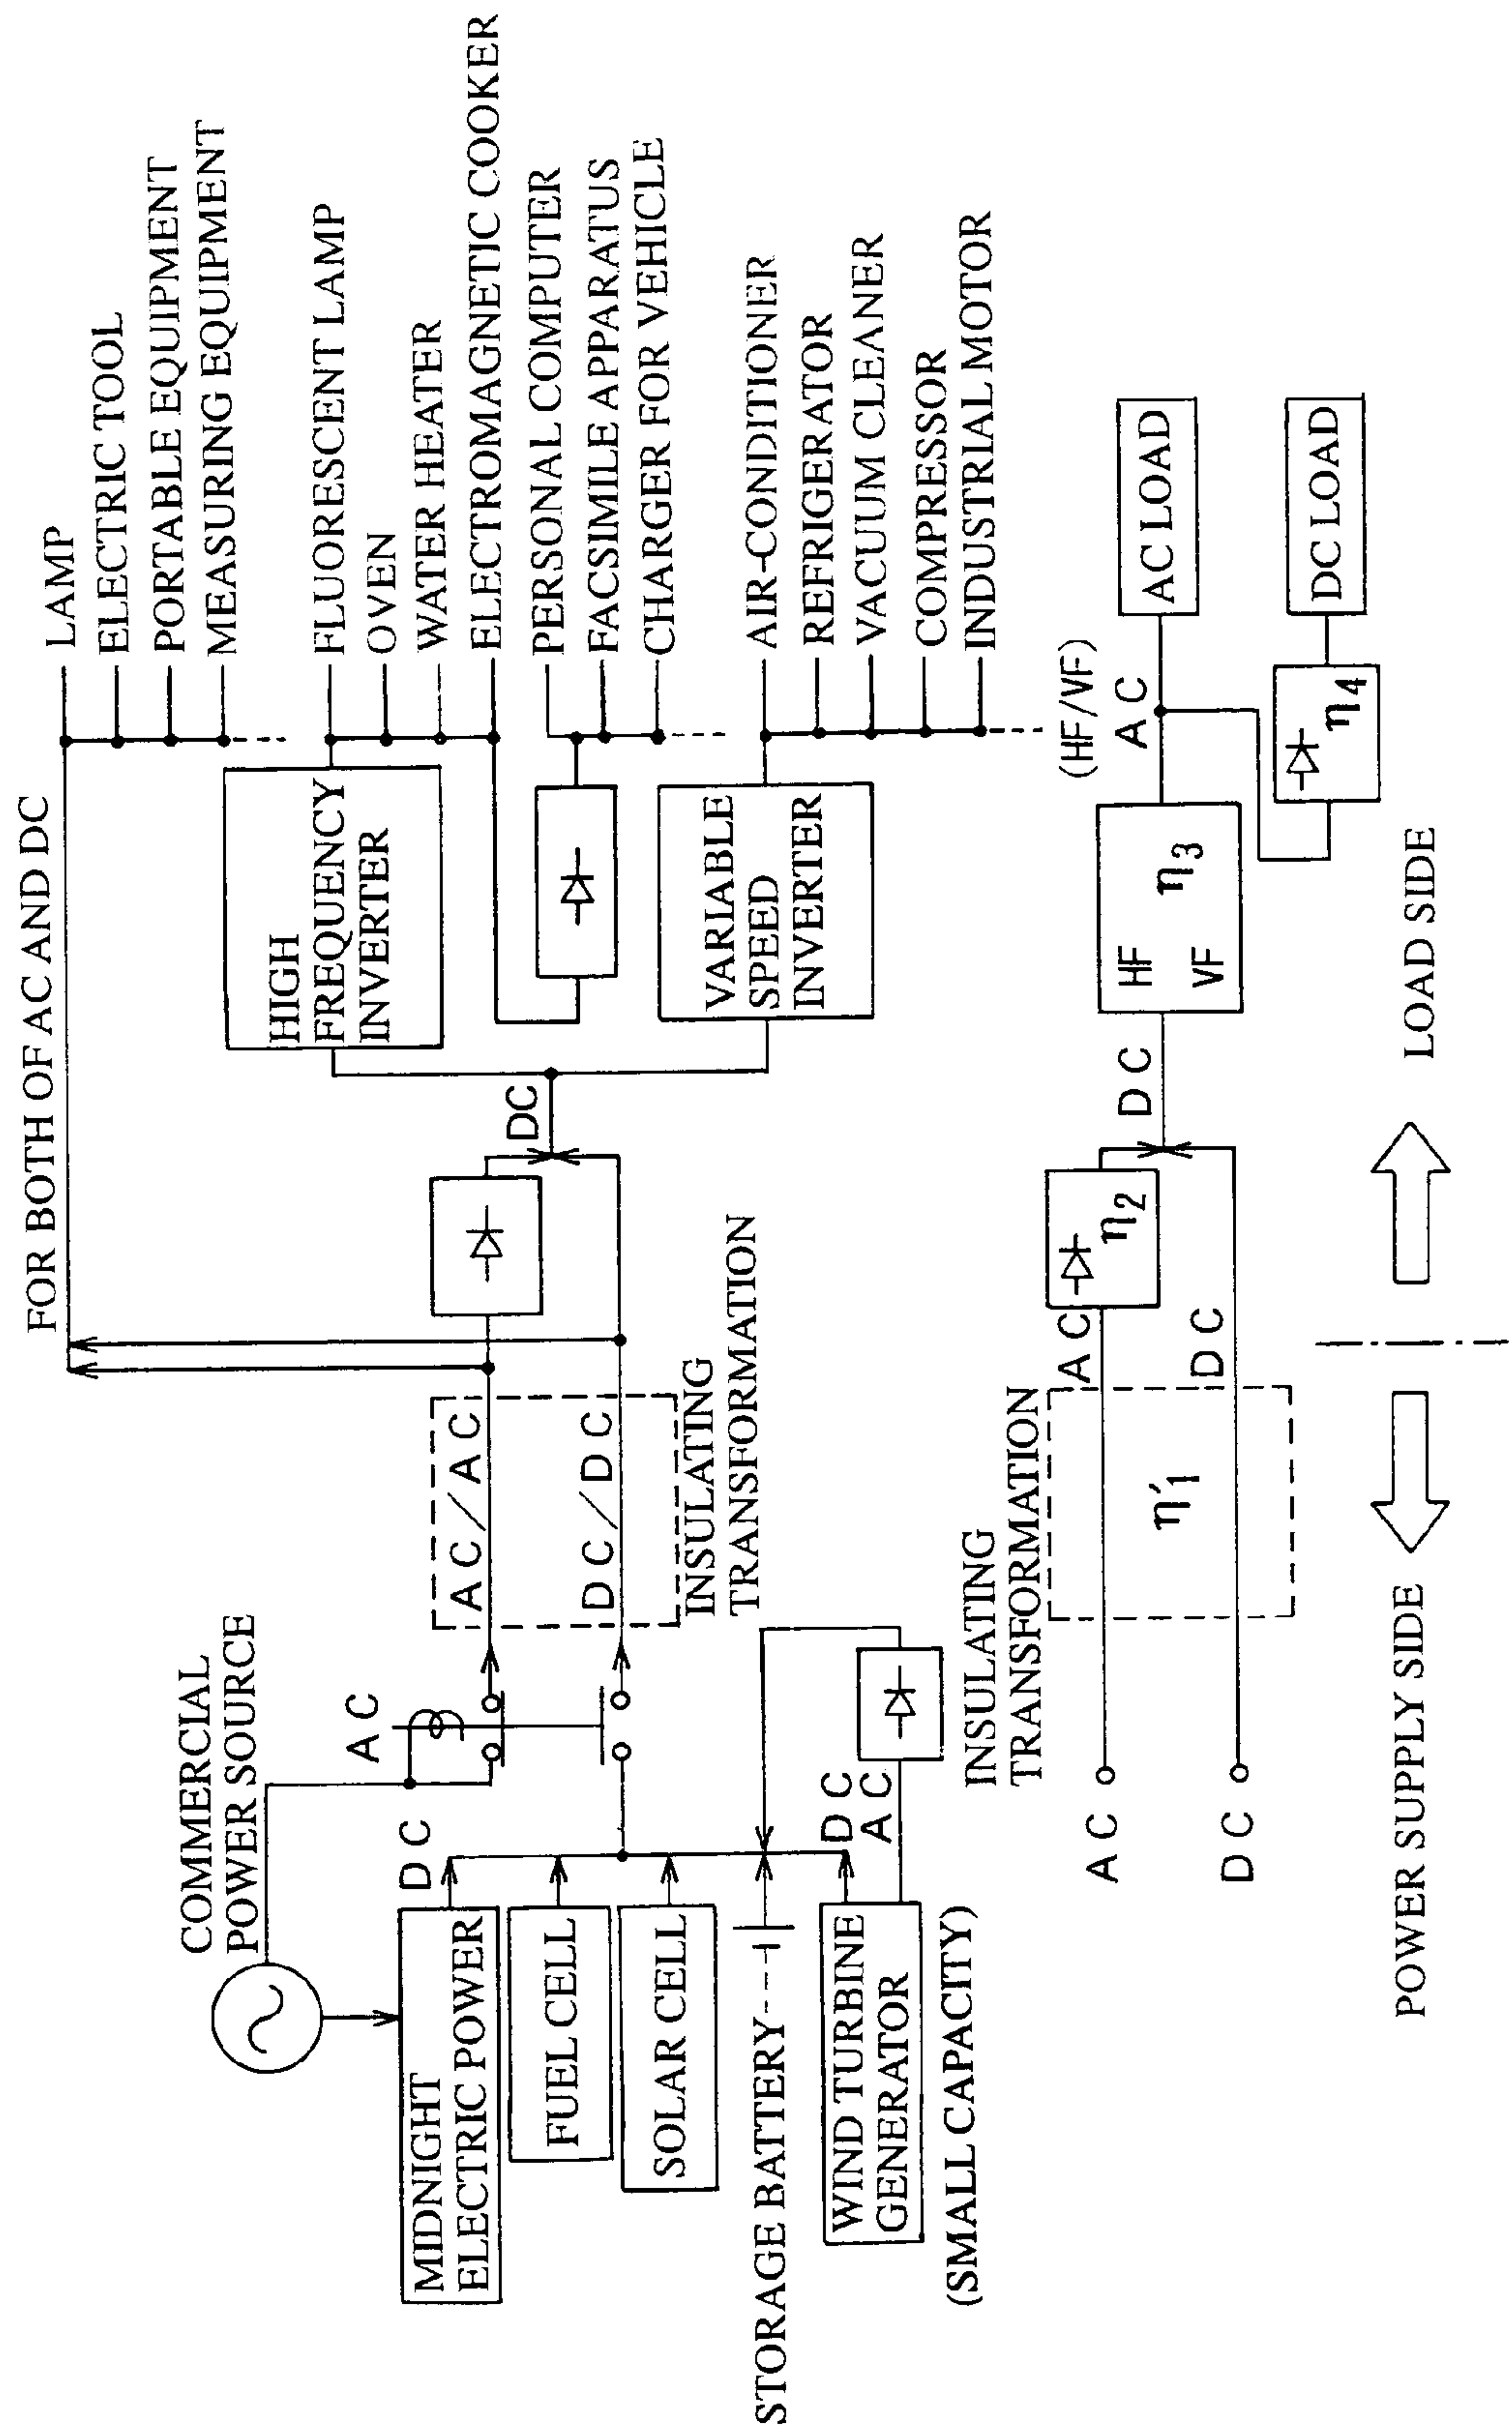 COMMERCIAL
POWER SOURCE
A C
D C
MIDNIGHT
ELECTRIC POWER
FUEL CELL
SOLAR CELL
STORAGE BATTERY
WIND TURBINE
GENERATOR
(SMALL CAPACITY)
D C
A C
A C / A C
D C / D C
INSULATING
TRANSFORMATION
FOR BOTH OF AC AND DC
DC
HIGH
FREQUENCY
INVERTER
VARIABLE
SPEED
INVERTER
LAMP
ELECTRIC TOOL
PORTABLE EQUIPMENT
MEASURING EQUIPMENT
FLUORESCENT LAMP
OVEN
WATER HEATER
ELECTROMAGNETIC COOKER
PERSONAL COMPUTER
FACSIMILE APPARATUS
CHARGER FOR VEHICLE
AIR-CONDITIONER
REFRIGERATOR
VACUUM CLEANER
COMPRESSOR
INDUSTRIAL MOTOR
INSULATING
TRANSFORMATION
A C
D C
η'1
A C
D C
η2
D C
HF
VF
η3
(HF/VF)
A C
AC LOAD
η4
DC LOAD
POWER SUPPLY SIDE
LOAD SIDE